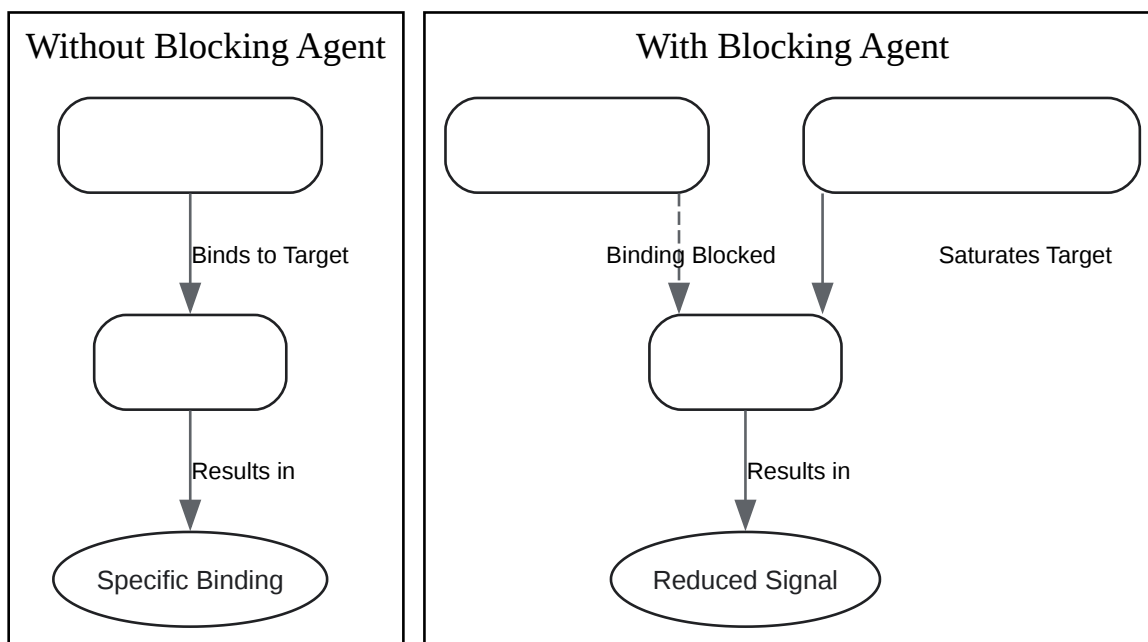 Without Blocking Agent
Binds to Target
Results in
Specific Binding
With Blocking Agent
Binding Blocked
Saturates Target
Results in
Reduced Signal